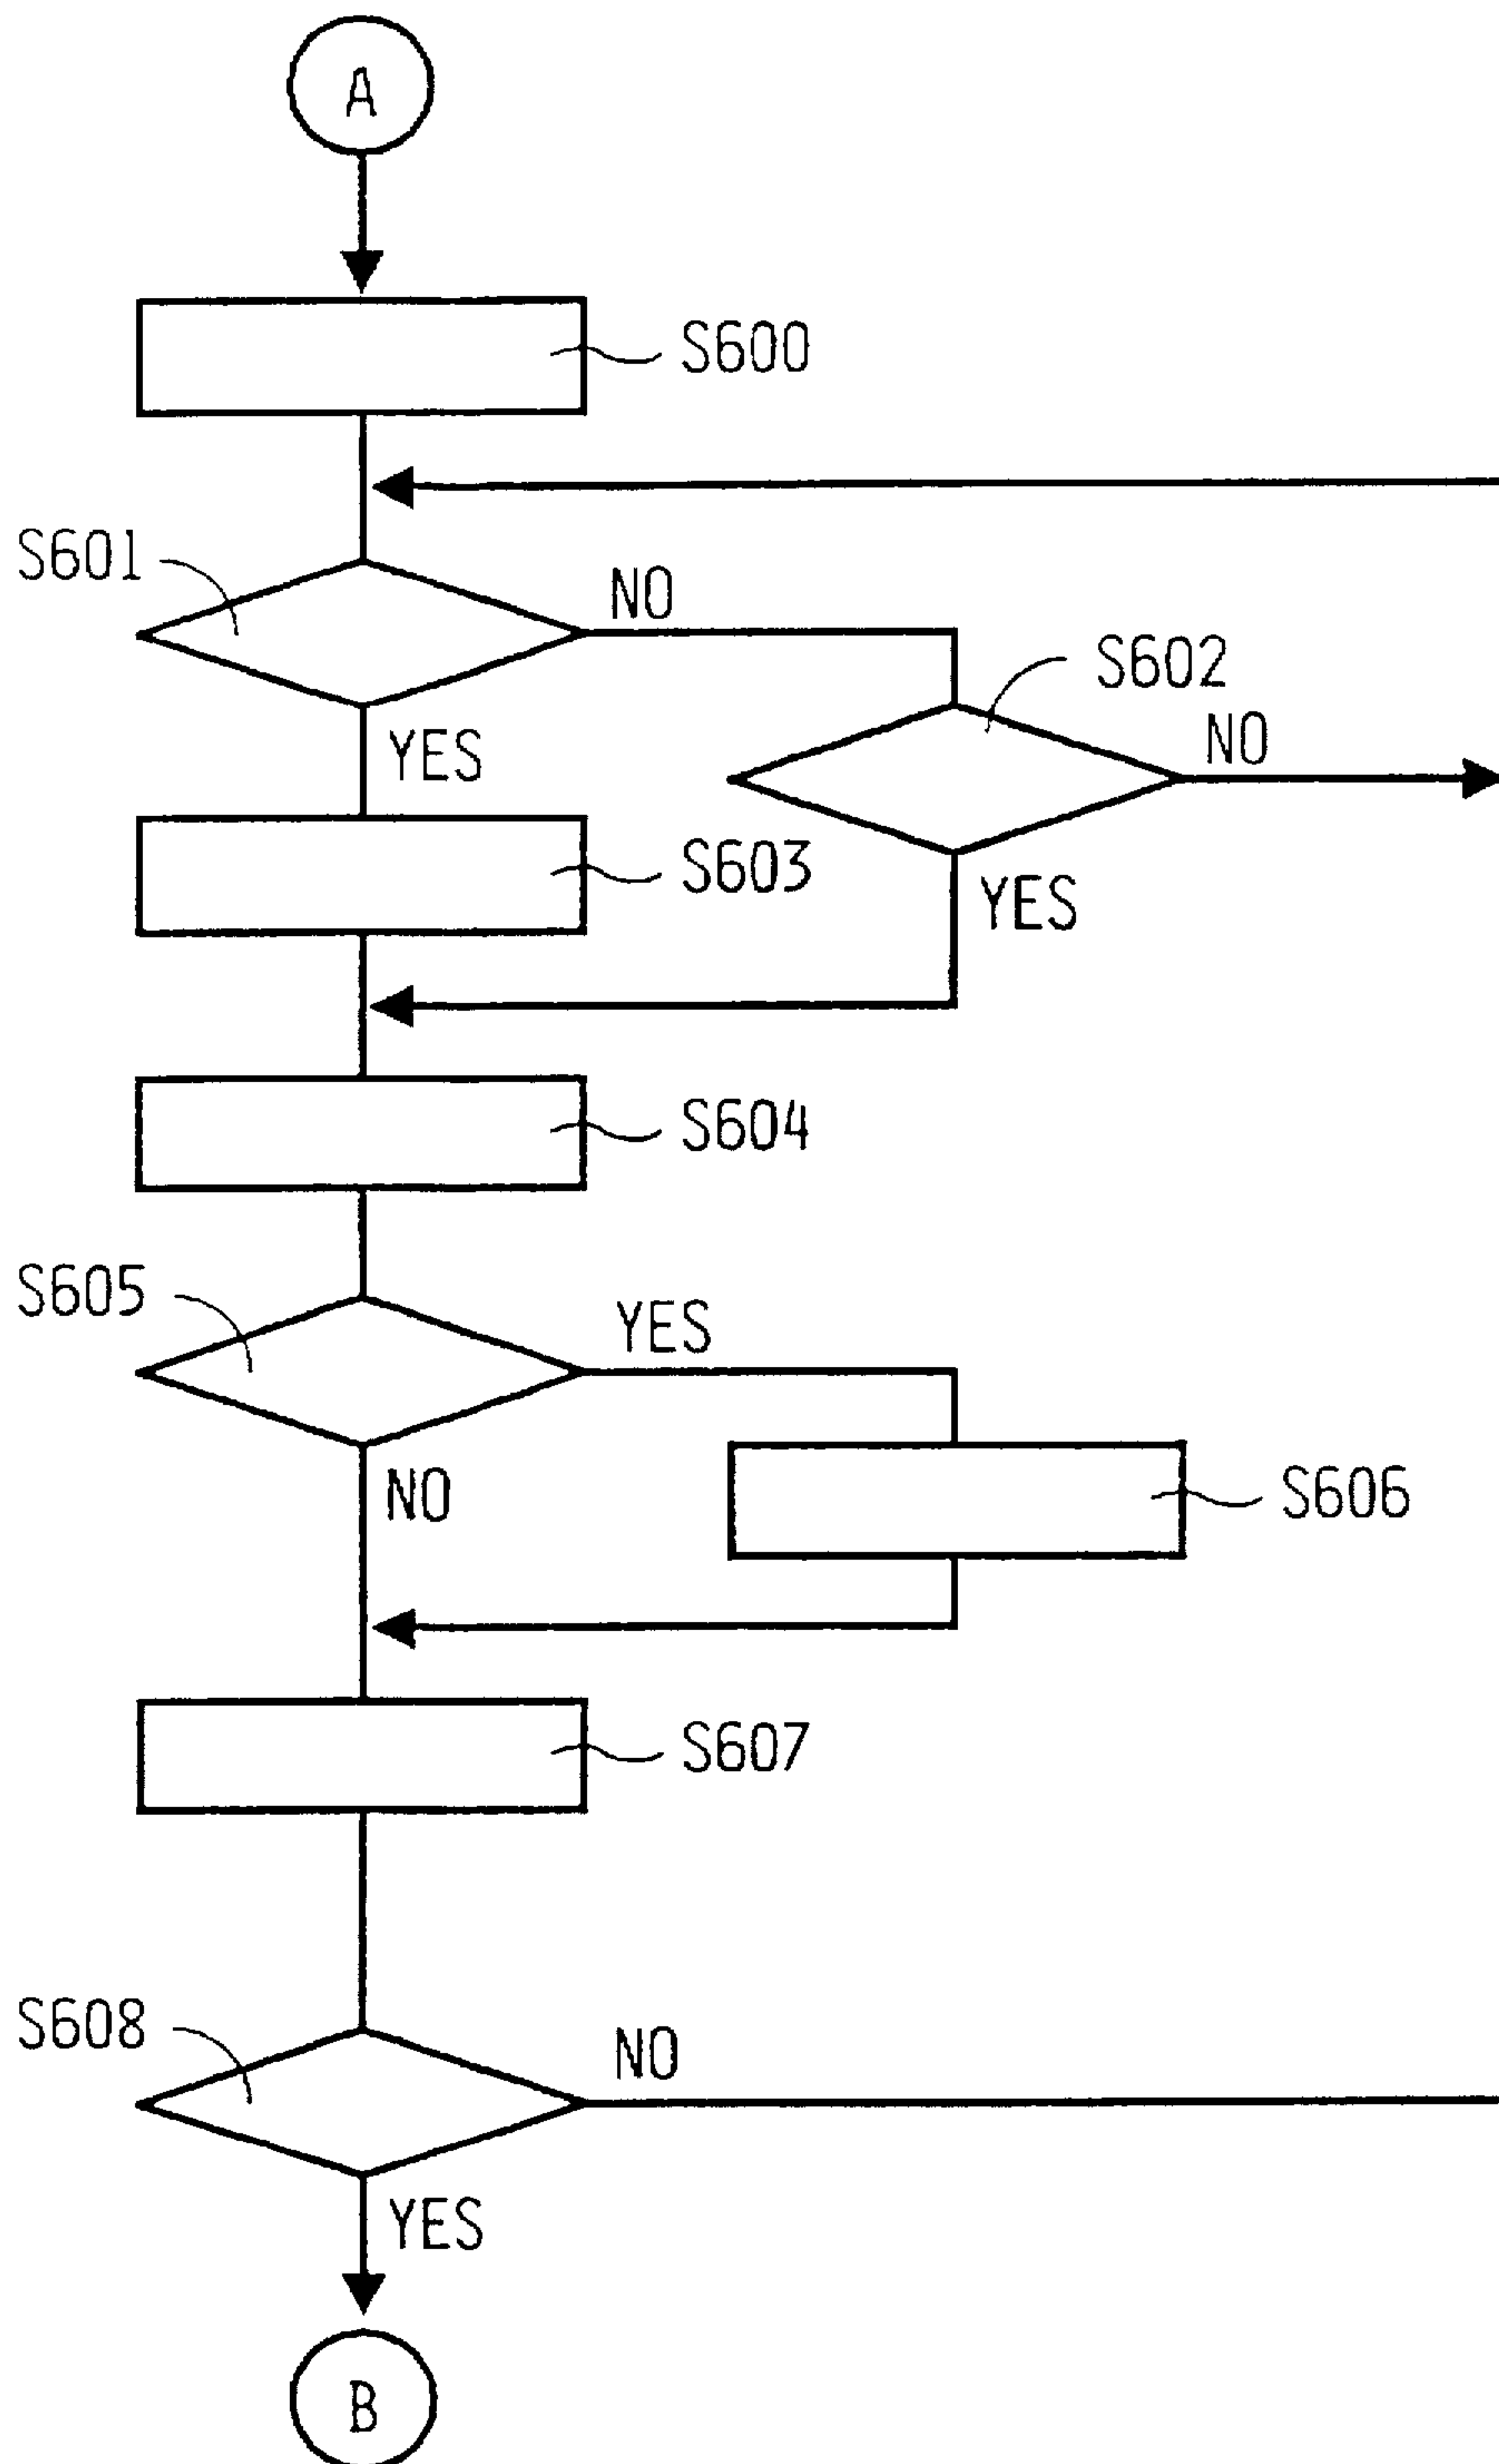 A
S600
S601
NO
S602
NO
YES
S603
YES
S604
S605
YES
NO
S606
S607
S608
NO
YES
B